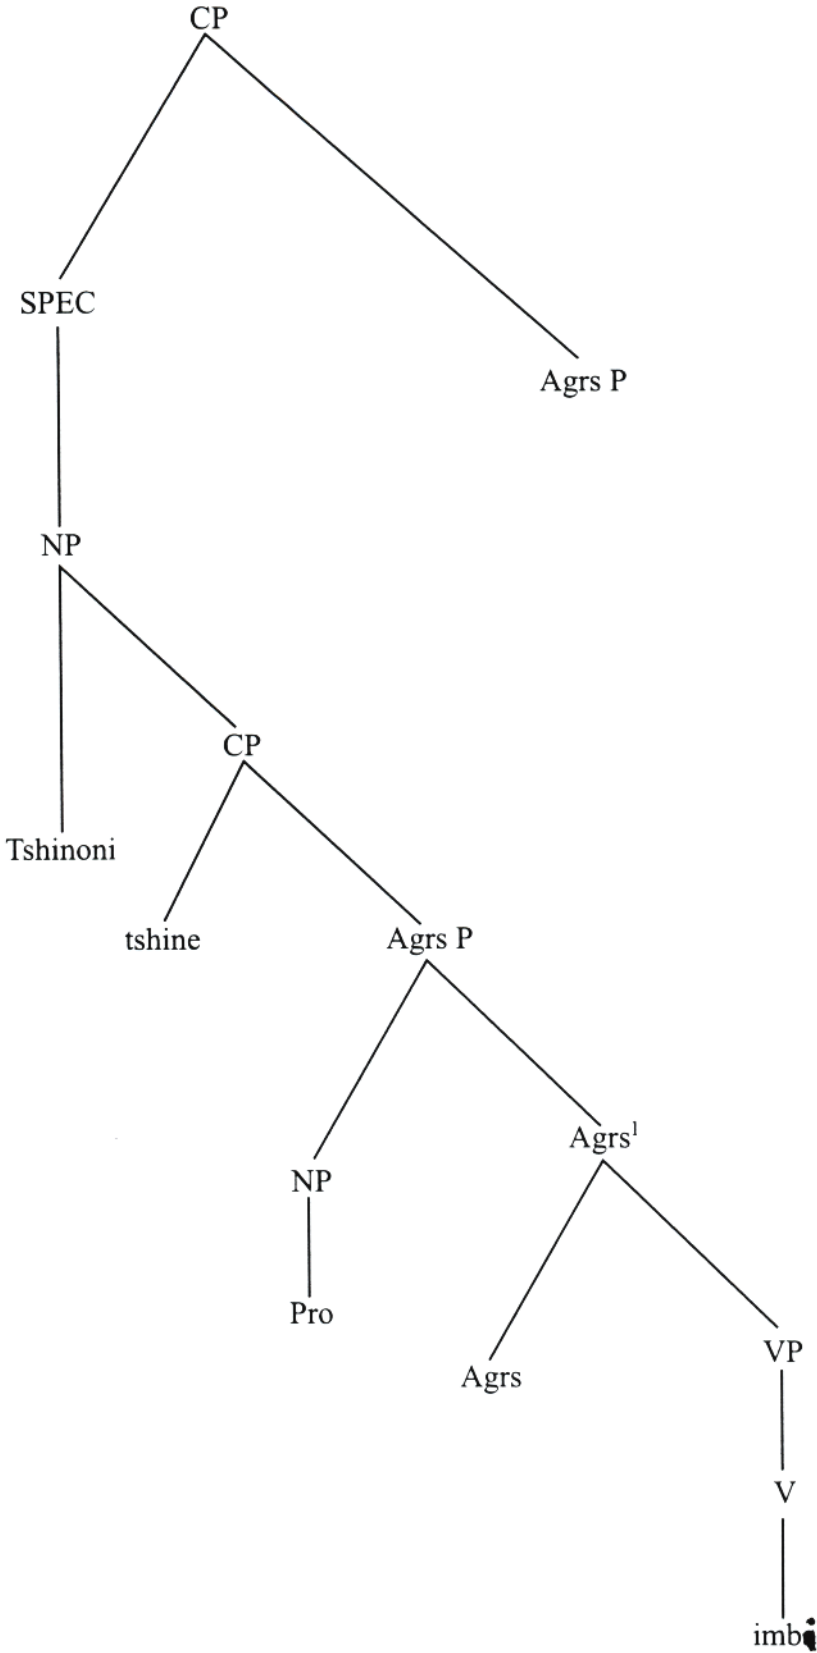 CP
SPEC
Agrs P
NP
CP
Tshinoni
tshine
Agrs P
Agrs¹
NP
Pro
Agrs
VP
V